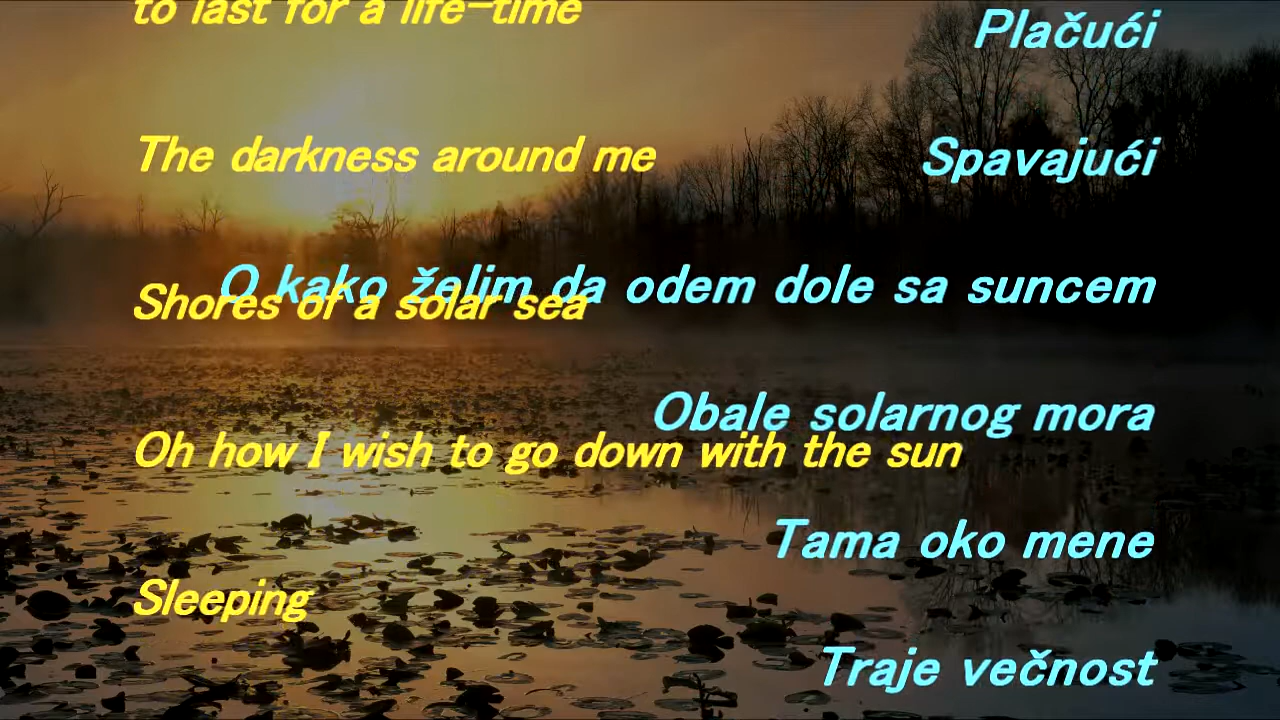 to last for a life-time
The darkness around me
Shores of a solar sea
Oh how I wish to go down with the sun
Sleeping
Plačući
Spavajući
O kako želim da odem dole sa suncem
Obale solarnog mora
Tama oko mene
Traje večnost